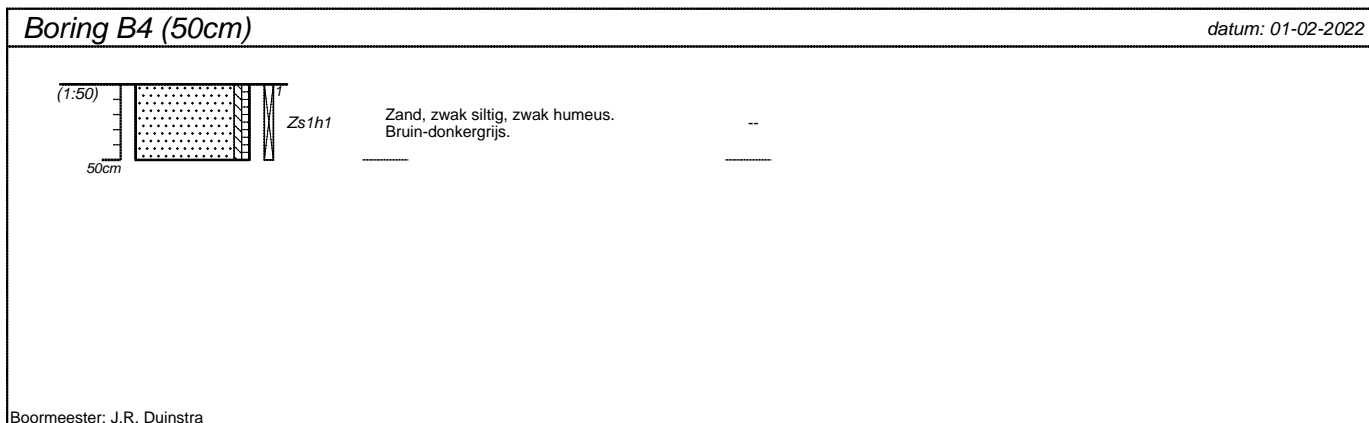 Boring B4 (50cm)
datum: 01-02-2022
(1:50)
1
Zs1h1
Zand, zwak siltig, zwak humeus.
Bruin-donkergrijs.
--
50cm
Boormeester: J.R. Duinstra